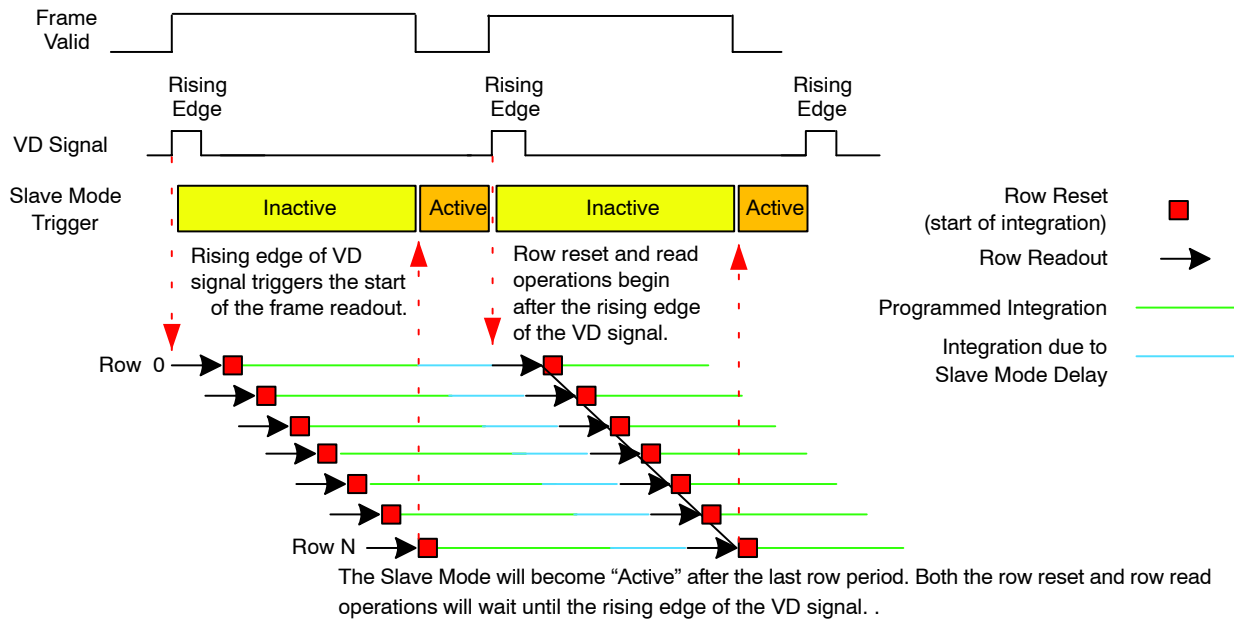 Frame
Valid
Rising
Edge
Rising
Edge
Rising
Edge
VD Signal
Slave Mode
Trigger
Inactive
Active
Inactive
Active
Row Reset
(start of integration)
Row Readout
Programmed Integration
Integration due to
Slave Mode Delay
Rising edge of VD
signal triggers the start
of the frame readout.
Row reset and read
operations begin
after the rising edge
of the VD signal.
Row 0
Row N
The Slave Mode will become “Active” after the last row period. Both the row reset and row read
operations will wait until the rising edge of the VD signal. .